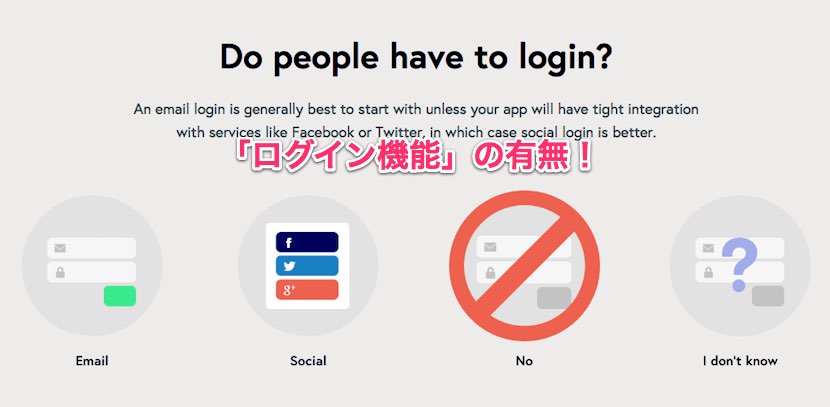 Do people have to login?
An email login is generally best to start with unless your app will have tight integration
with services like Facebook or Twitter, in which case social login is better.
「ログイン機能」の有無！
f
g+
?
Email
Social
No
I don't know